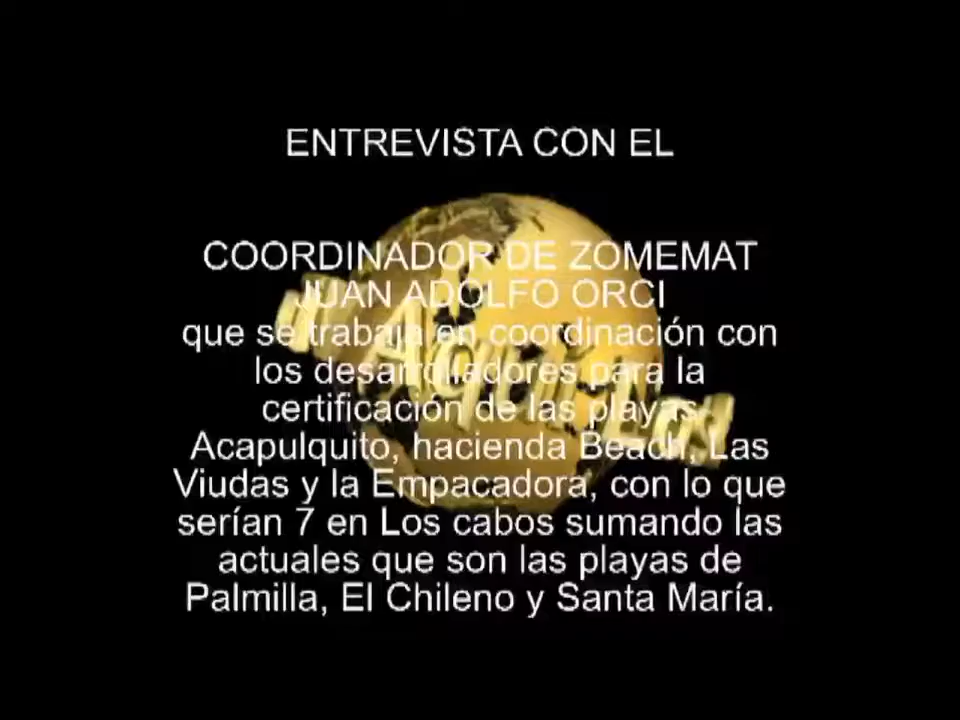 ENTREVISTA CON EL
COORDINADOR DE ZOMEMAT
JUAN ADOLFO ORCI
que se trabaja en coordinación con
los desarrolladores para la
certificación de las playas
Acapulquito, hacienda Beach, Las
Viudas y la Empacadora, con lo que
serían 7 en Los cabos sumando las
actuales que son las playas de
Palmilla, El Chileno y Santa María.
Aquí